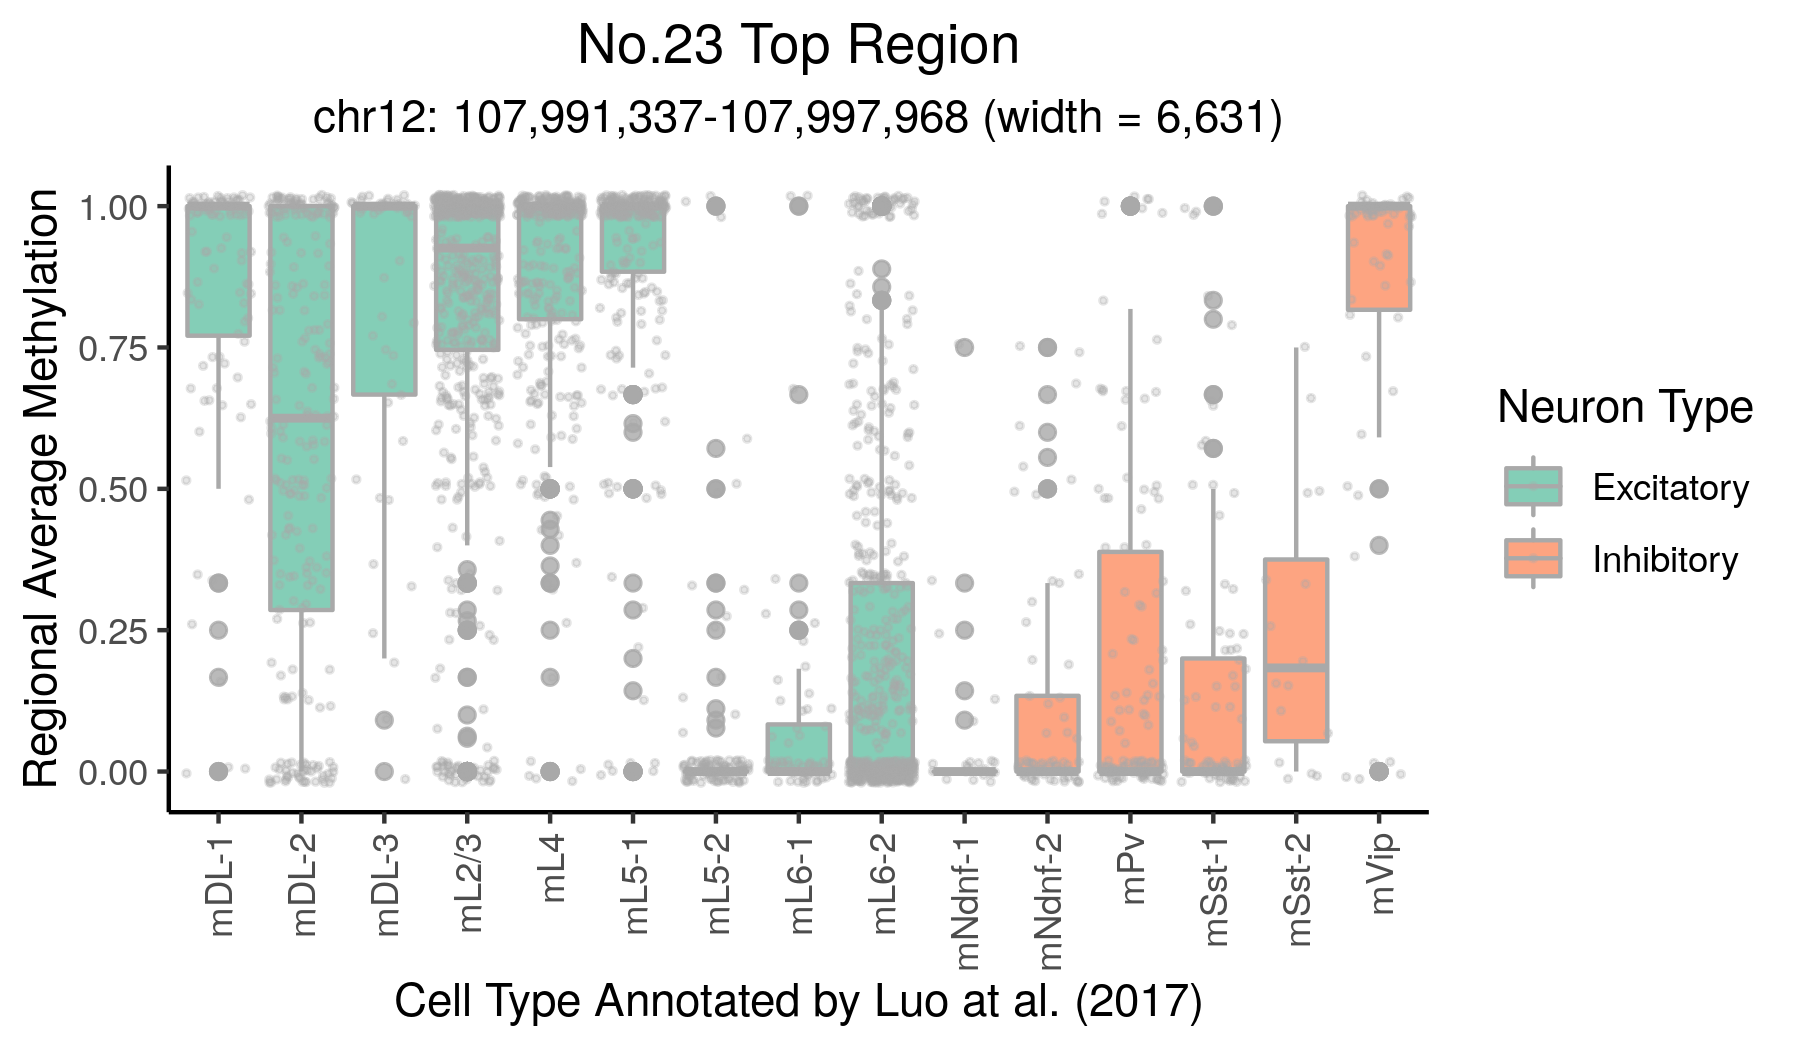 No.23 Top Region
chr12: 107,991,337-107,997,968 (width = 6,631)
Regional Average Methylation
1.00
0.75
0.50
0.25
0.00
mDL-1
mDL-2
mDL-3
mL2/3
mL4
mL5-1
mL5-2
mL6-1
mL6-2
mNdnf-1
mNdnf-2
mPv
mSst-1
mSst-2
mVip
Cell Type Annotated by Luo at al. (2017)
Neuron Type
Excitatory
Inhibitory